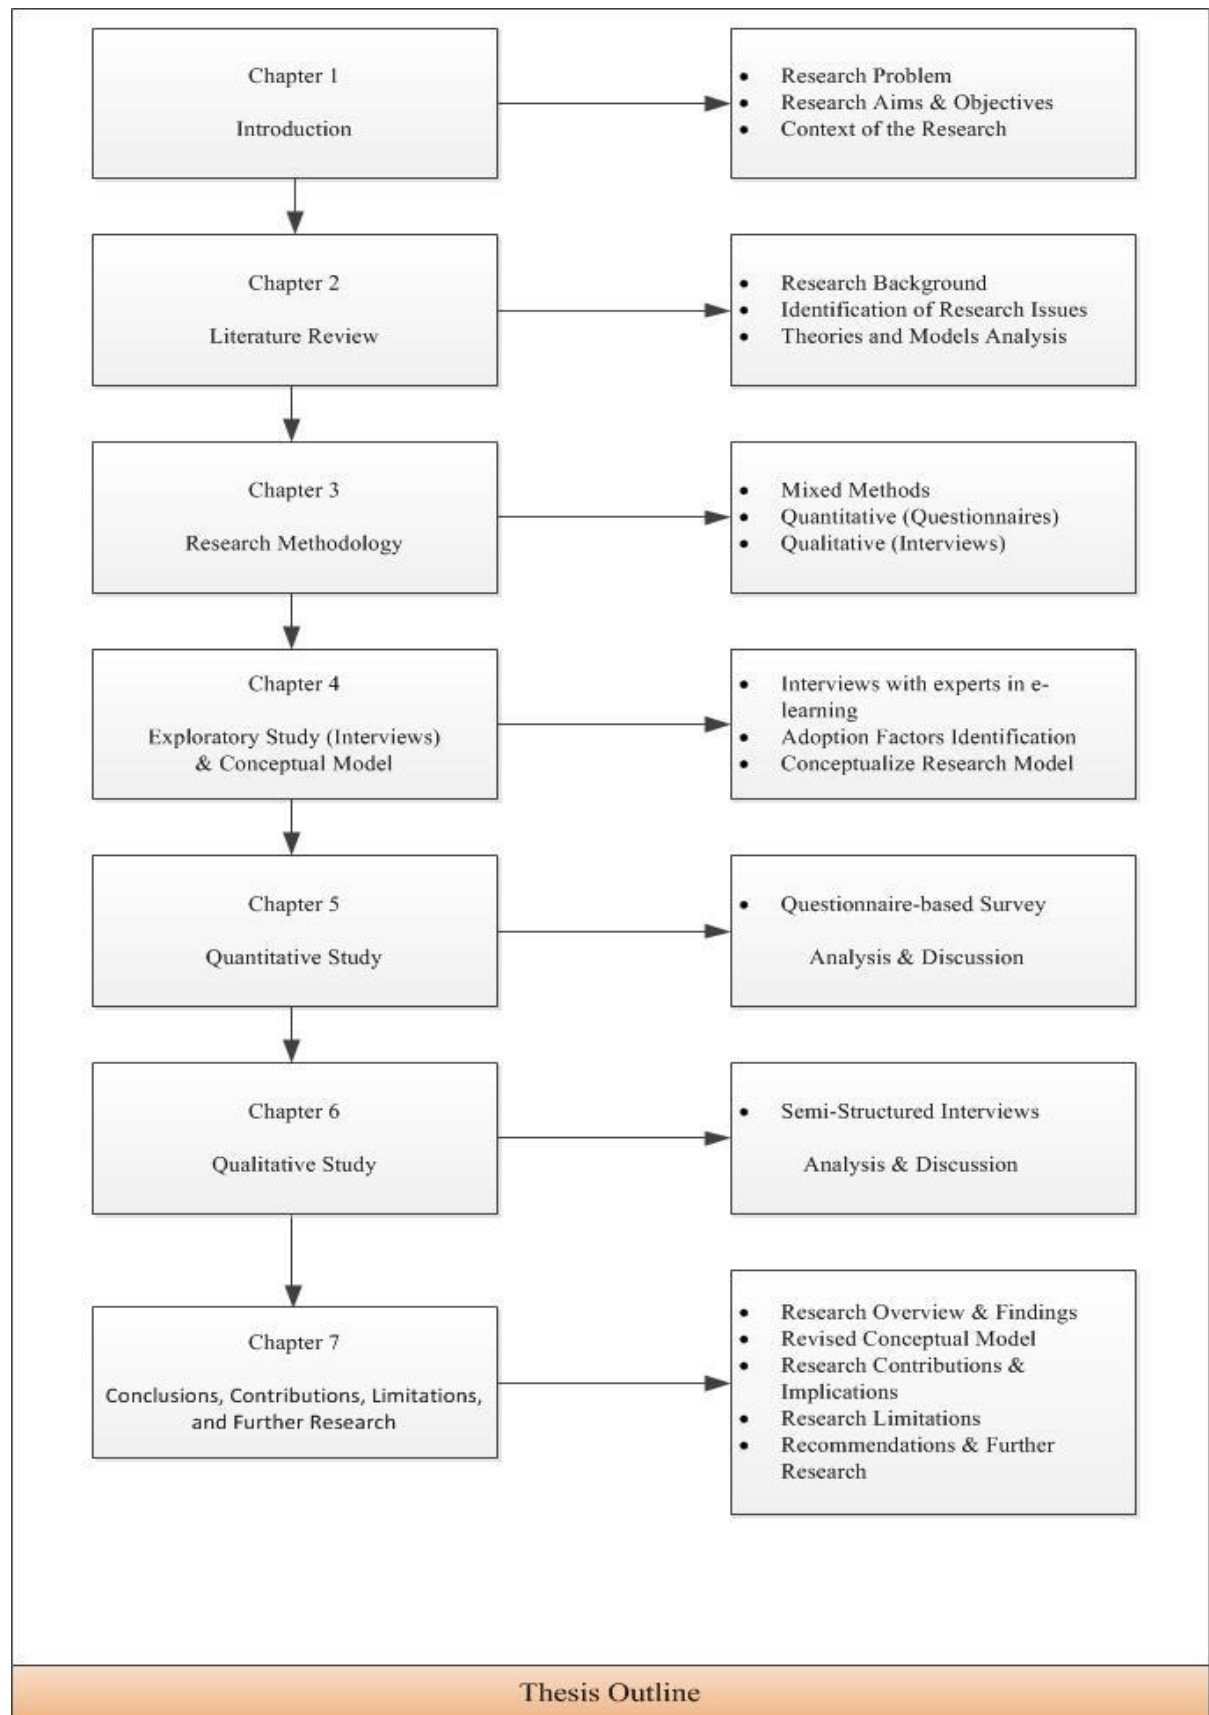 Chapter 1
Introduction
• Research Problem
• Research Aims & Objectives
• Context of the Research
Chapter 2
Literature Review
• Research Background
• Identification of Research Issues
• Theories and Models Analysis
Chapter 3
Research Methodology
• Mixed Methods
• Quantitative (Questionnaires)
• Qualitative (Interviews)
Chapter 4
Exploratory Study (Interviews)
& Conceptual Model
• Interviews with experts in e-
learning
• Adoption Factors Identification
• Conceptualize Research Model
Chapter 5
Quantitative Study
• Questionnaire-based Survey
Analysis & Discussion
Chapter 6
Qualitative Study
• Semi-Structured Interviews
Analysis & Discussion
Chapter 7
Conclusions, Contributions, Limitations,
and Further Research
• Research Overview & Findings
• Revised Conceptual Model
• Research Contributions &
Implications
• Research Limitations
• Recommendations & Further
Research
Thesis Outline